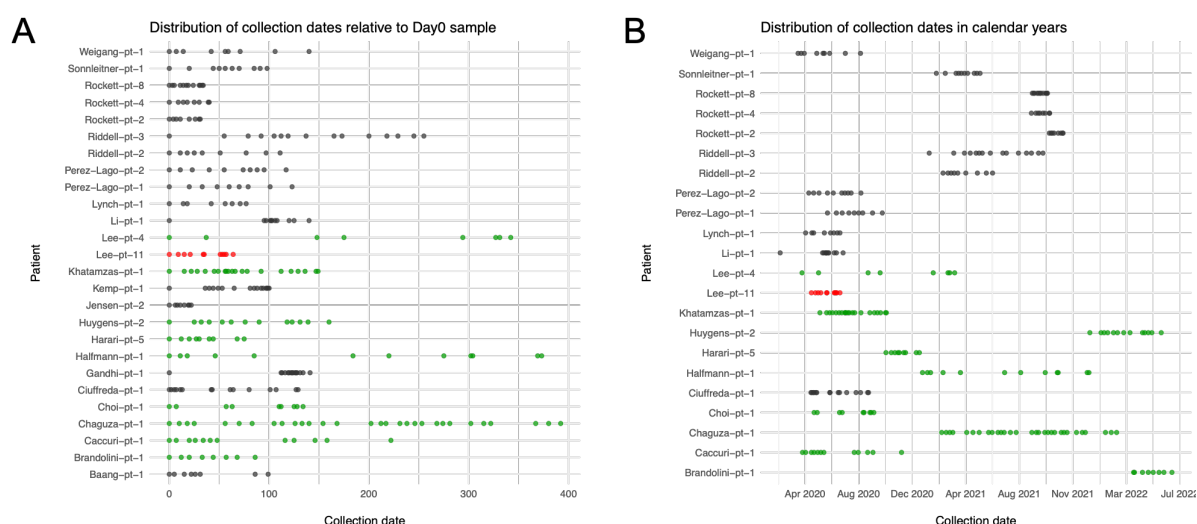 A
Distribution of collection dates relative to Day0 sample
Patient
Weigang−pt−1
Sonnleitner−pt−1
Rockett−pt−8
Rockett−pt−4
Rockett−pt−2
Riddell−pt−3
Riddell−pt−2
Perez−Lago−pt−2
Perez−Lago−pt−1
Lynch−pt−1
Li−pt−1
Lee−pt−4
Lee−pt−11
Khatamzas−pt−1
Kemp−pt−1
Jensen−pt−2
Huygens−pt−2
Harari−pt−5
Halfmann−pt−1
Gandhi−pt−1
Ciuffreda−pt−1
Choi−pt−1
Chaguza−pt−1
Caccuri−pt−1
Brandolini−pt−1
Baang−pt−1
0 100 200 300 400
Collection date
B
Distribution of collection dates in calendar years
Patient
Weigang−pt−1
Sonnleitner−pt−1
Rockett−pt−8
Rockett−pt−4
Rockett−pt−2
Riddell−pt−3
Riddell−pt−2
Perez−Lago−pt−2
Perez−Lago−pt−1
Lynch−pt−1
Li−pt−1
Lee−pt−4
Lee−pt−11
Khatamzas−pt−1
Huygens−pt−2
Harari−pt−5
Halfmann−pt−1
Ciuffreda−pt−1
Choi−pt−1
Chaguza−pt−1
Caccuri−pt−1
Brandolini−pt−1
Apr 2020 Aug 2020 Dec 2020 Apr 2021 Aug 2021 Nov 2021 Mar 2022 Jul 2022
Collection date